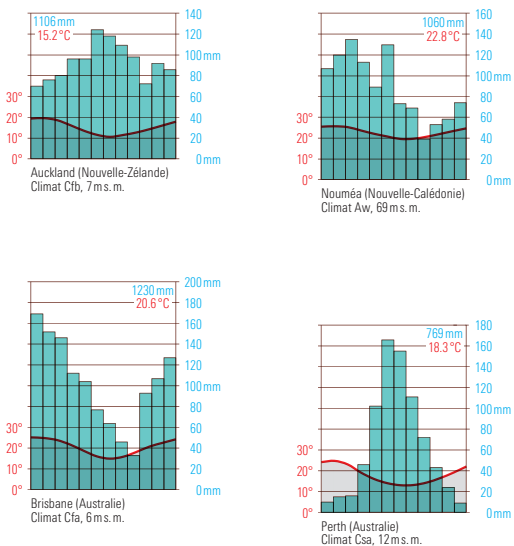 1106 mm
15.2 °C
140
120
100
80
60
40
20
0 mm
30°
20°
10°
0°
Auckland (Nouvelle-Zélande)
Climat Cfb, 7 m s. m.
1060 mm
22.8 °C
160
140
120
100 mm
80
60
40
20
0 mm
30°
20°
10°
0°
Nouméa (Nouvelle-Calédonie)
Climat Aw, 69 m s. m.
1230 mm
20.6 °C
200 mm
180
160
140
120
100 mm
80
60
40
20
0 mm
30°
20°
10°
0°
Brisbane (Australie)
Climat Cfa, 6 m s. m.
769 mm
18.3 °C
180
160
140
120
100 mm
80
60
40
20
0 mm
30°
20°
10°
0°
Perth (Australie)
Climat Csa, 12 m s. m.